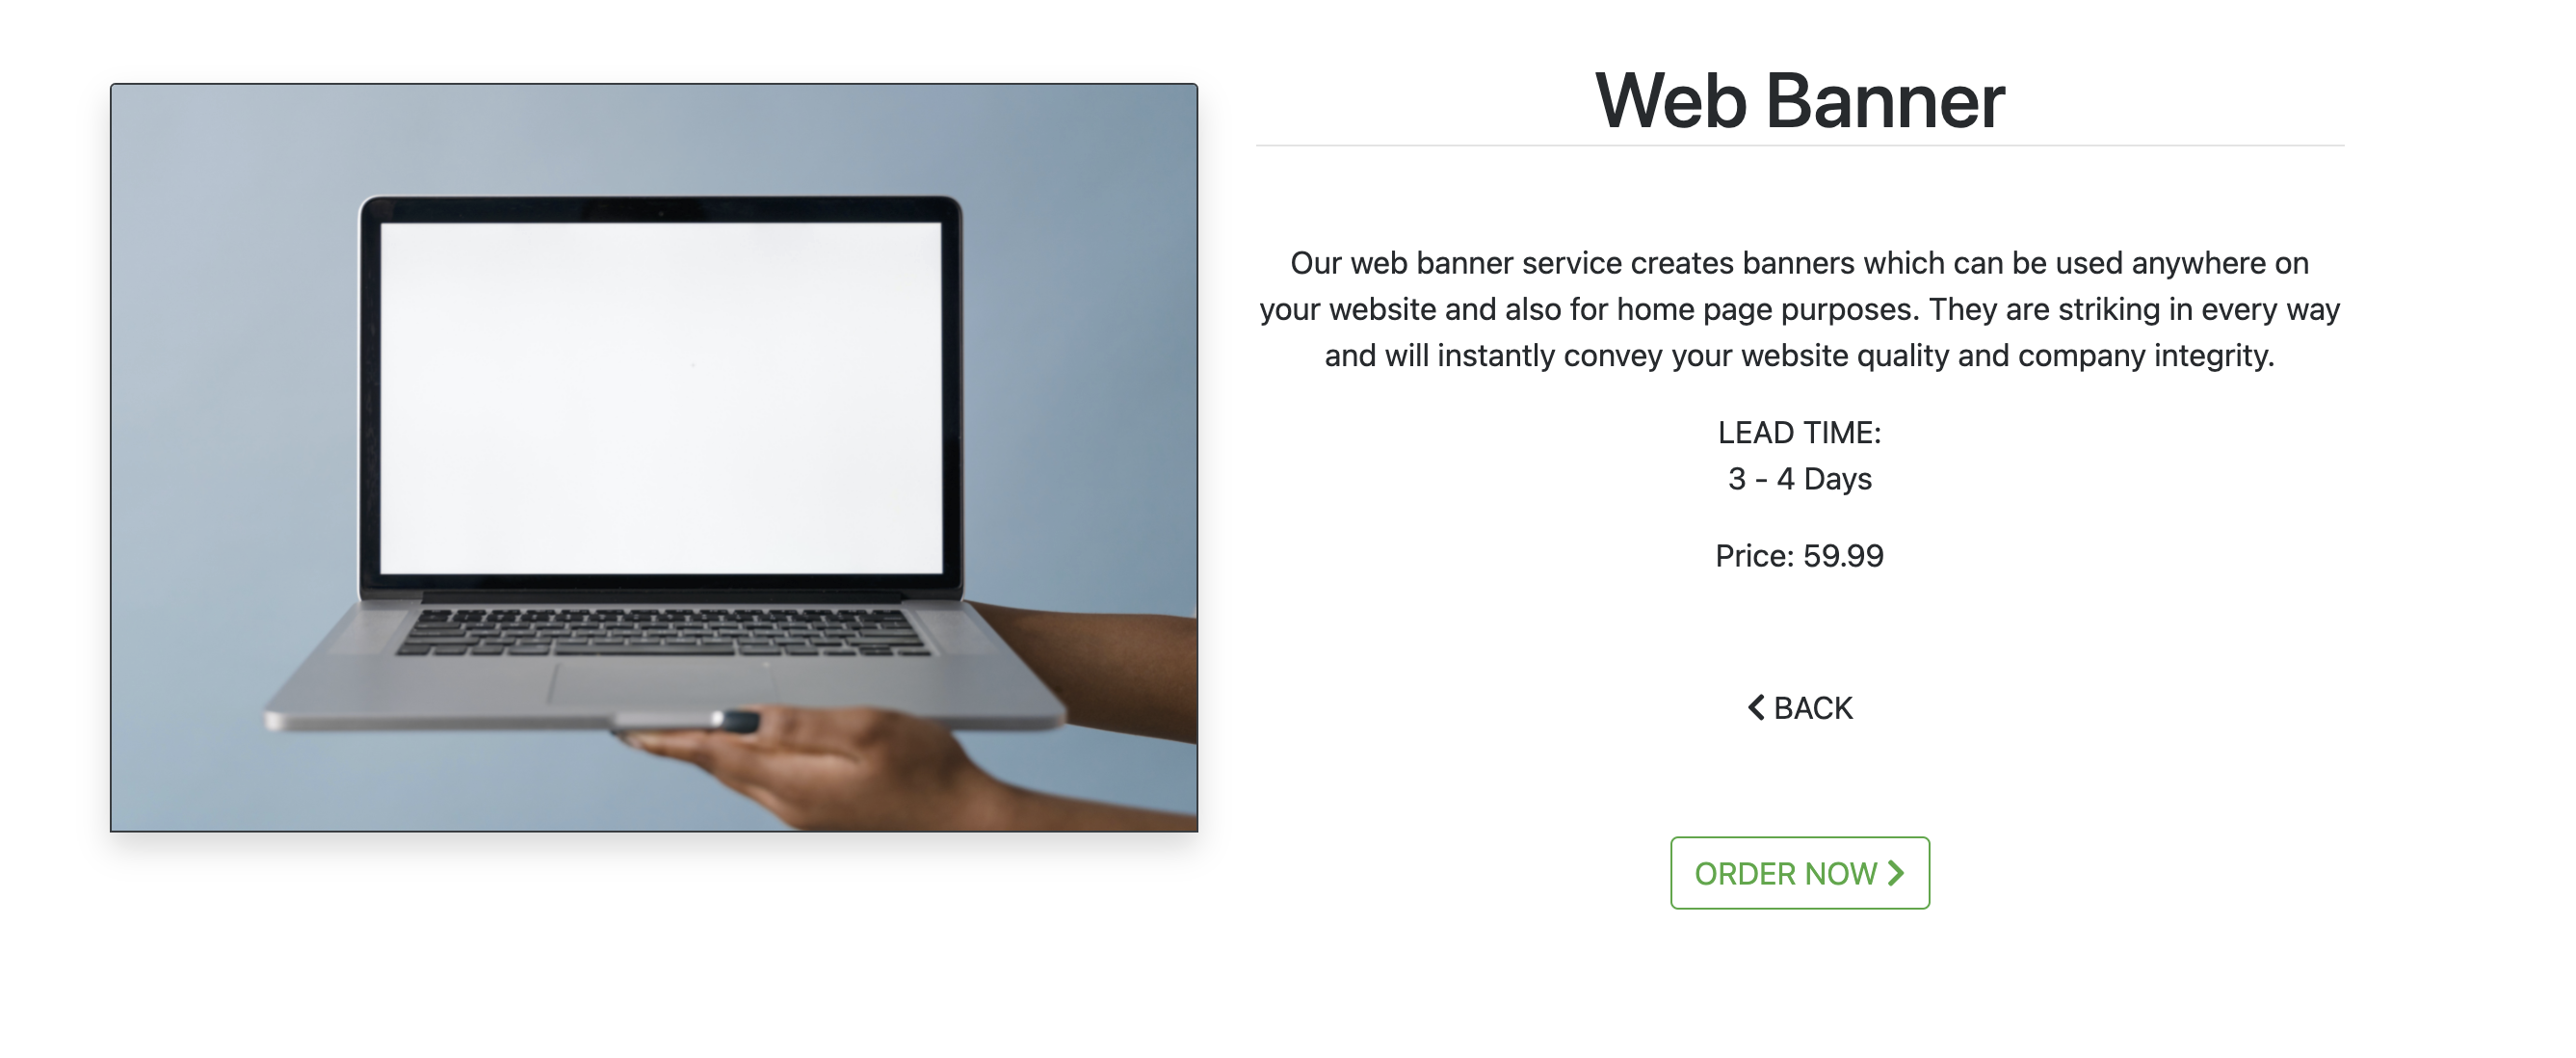 Web Banner
Our web banner service creates banners which can be used anywhere on
your website and also for home page purposes. They are striking in every way
and will instantly convey your website quality and company integrity.
LEAD TIME:
3 - 4 Days
Price: 59.99
BACK
ORDER NOW